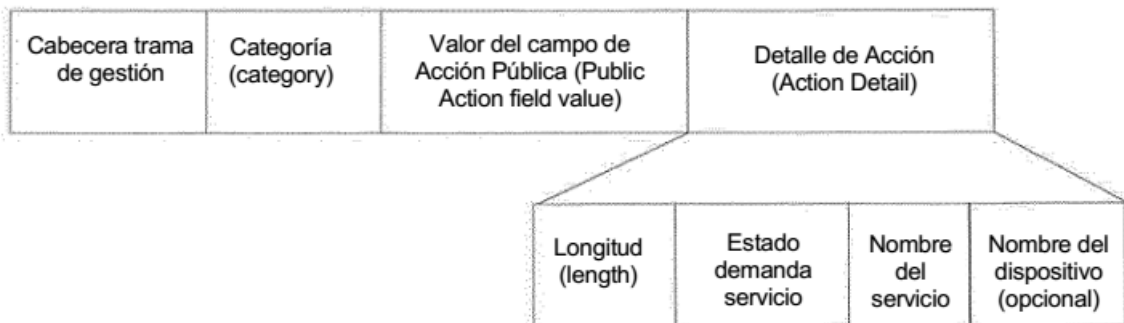 Cabecera trama
de gestión
Categoría
(category)
Valor del campo de
Acción Pública (Public
Action field value)
Detalle de Acción
(Action Detail)
Longitud
(length)
Estado
demanda
servicio
Nombre
del
servicio
Nombre del
dispositivo
(opcional)